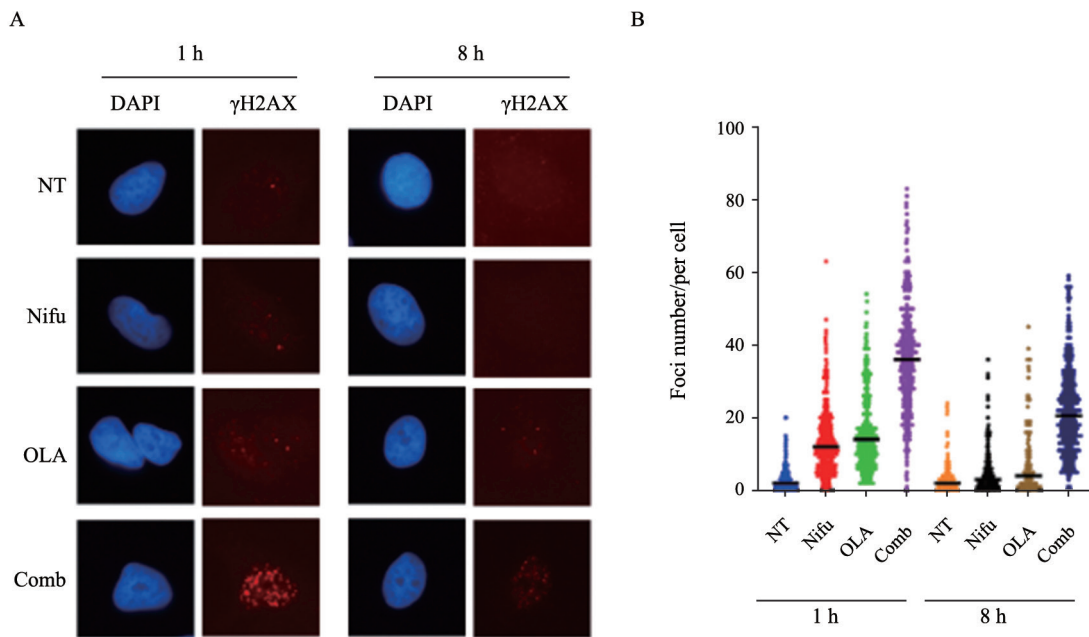 A
1 h
8 h
DAPI
γH2AX
DAPI
γH2AX
NT
Nifu
OLA
Comb
B
Foci number/per cell
100
80
60
40
20
0
NT
Nifu
OLA
Comb
NT
Nifu
OLA
Comb
1 h
8 h